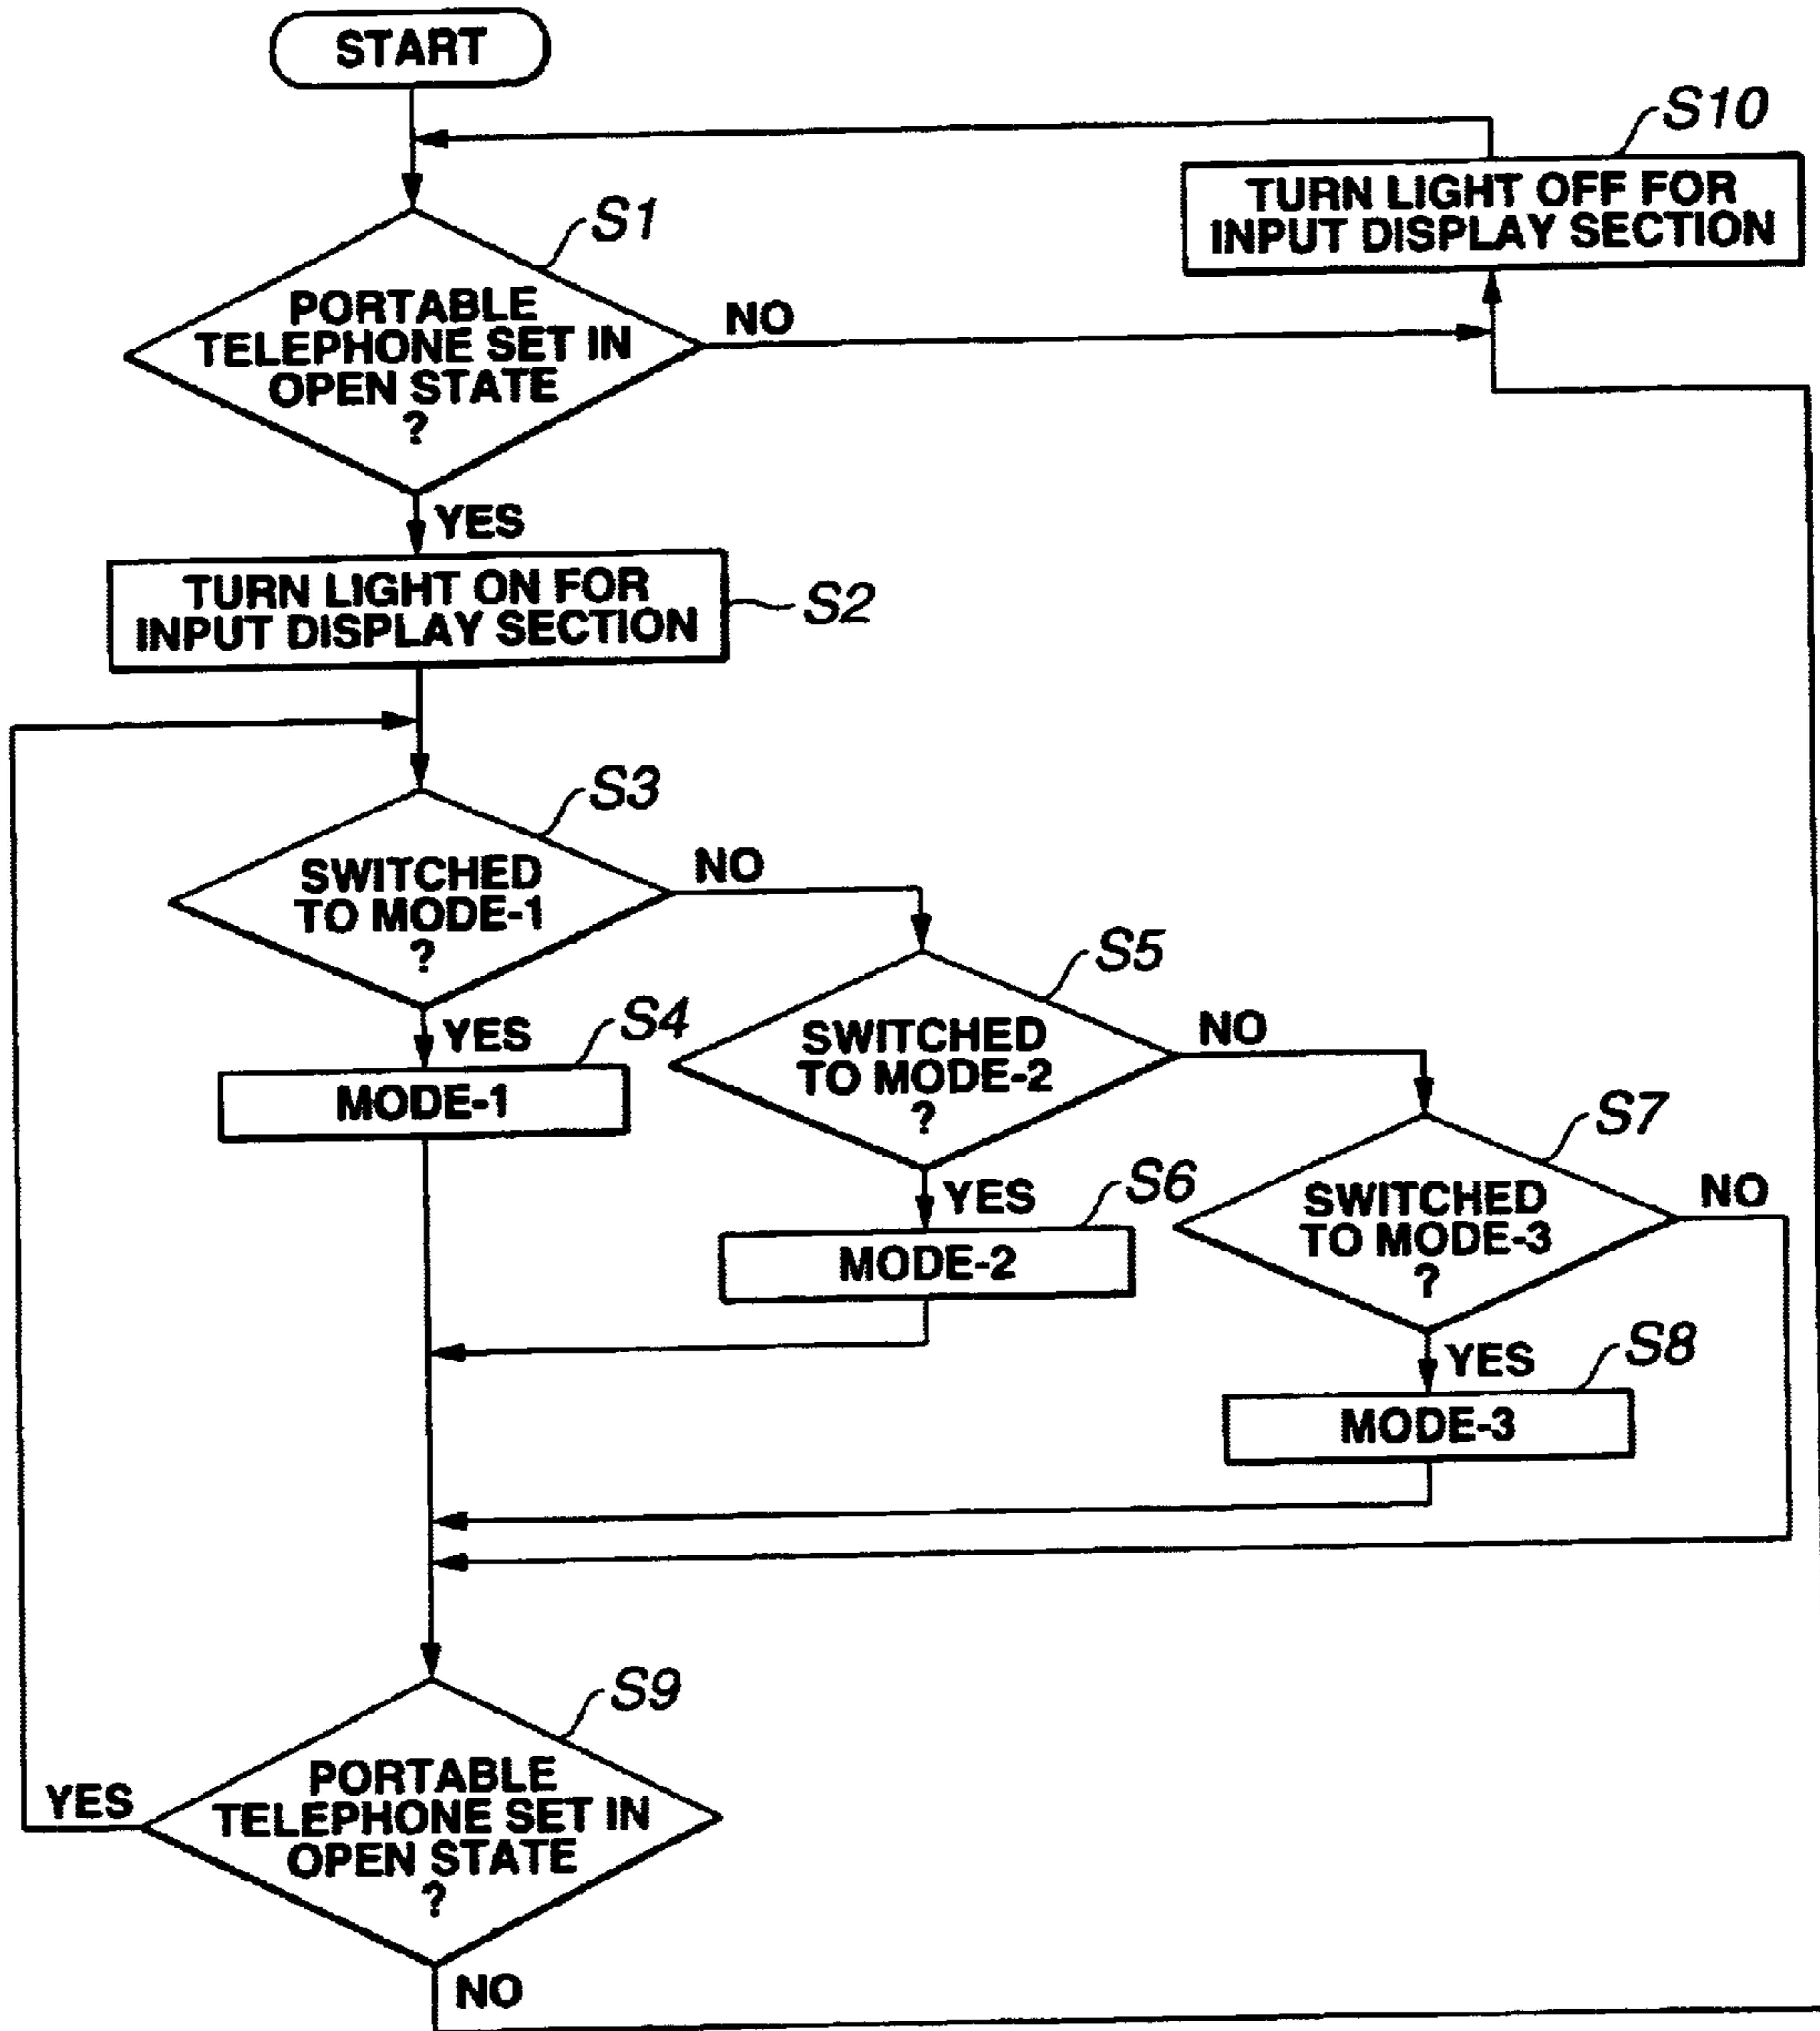 START
S10
TURN LIGHT OFF FOR
INPUT DISPLAY SECTION
S1
PORTABLE
TELEPHONE SET IN
OPEN STATE
?
NO
YES
TURN LIGHT ON FOR
INPUT DISPLAY SECTION
S2
S3
SWITCHED
TO MODE-1
?
NO
YES
S4
MODE-1
S5
SWITCHED
TO MODE-2
?
NO
YES
S6
MODE-2
S7
SWITCHED
TO MODE-3
?
NO
YES
S8
MODE-3
S9
PORTABLE
TELEPHONE SET IN
OPEN STATE
?
YES
NO